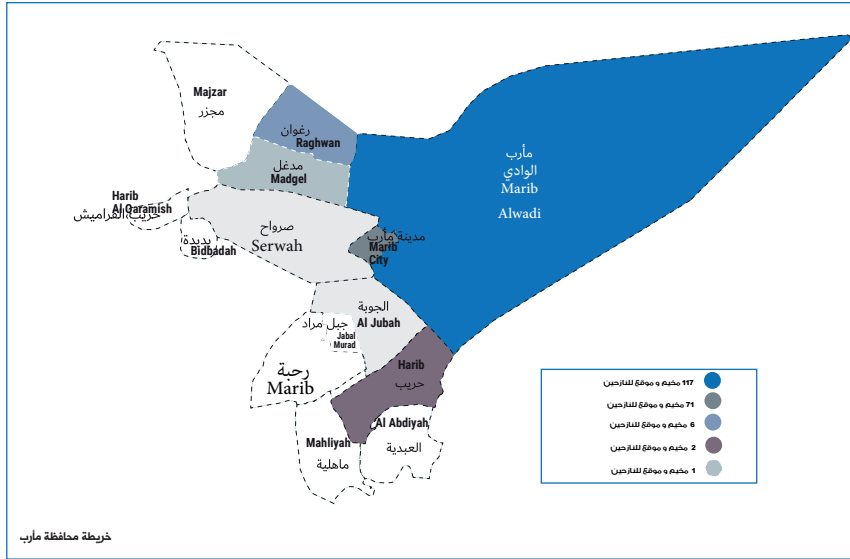 Majzar
مجزر
رغوان
Raghwan
مدغل
Madgel
مأرب
الوادي
Marib
Alwadi
Harib
Al Qaramish
حريب القراميش
بدبدة
Bidbadah
صرواح
Serwah
مدينة مأرب
Marib
City
الجوبة
Al Jubah
جبل مراد
Jabal
Murad
رحبة
Marib
Harib
حريب
Al Abdiyah
العبدية
Mahliyah
ماهلية
117 مخيم و موقع للنازحين
71 مخيم و موقع للنازحين
6 مخيم و موقع للنازحين
2 مخيم و موقع للنازحين
1 مخيم و موقع للنازحين
خريطة محافظة مأرب